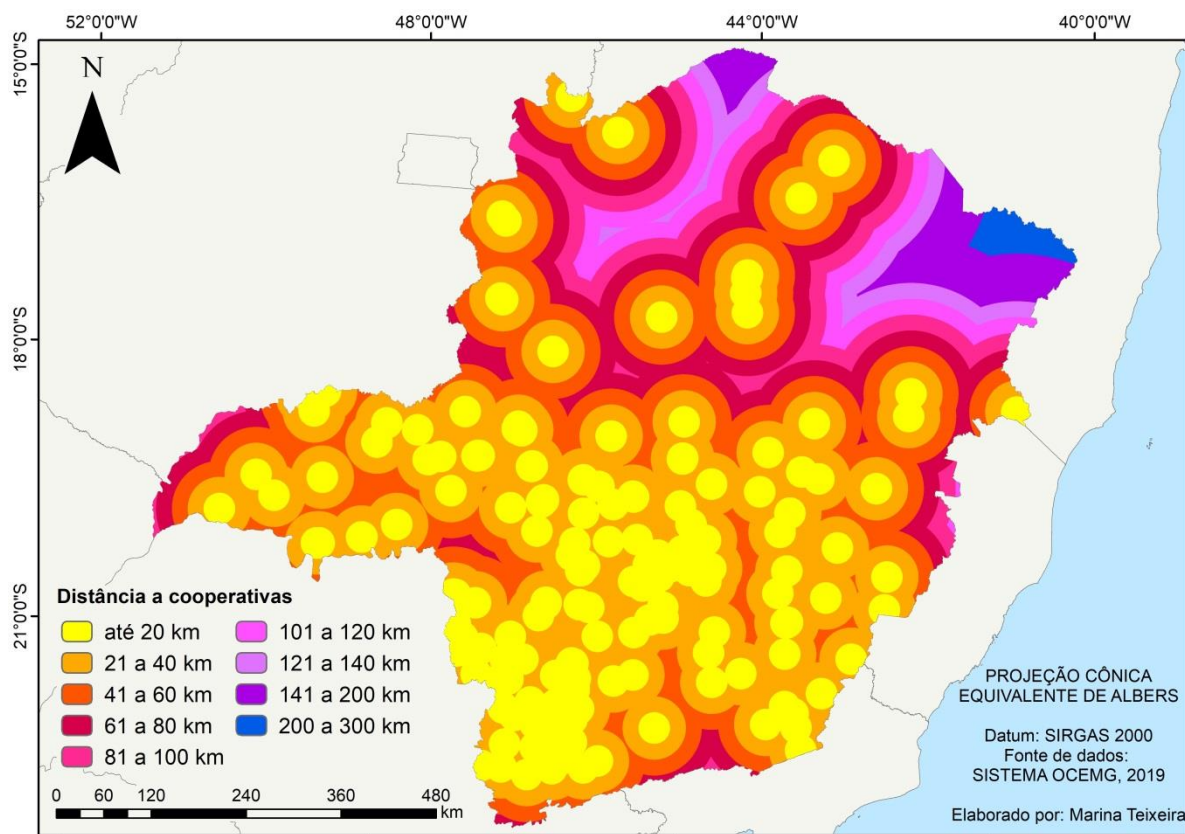 52°0'0"W
48°0'0"W
44°0'0"W
40°0'0"W
15°0'0"S
18°0'0"S
21°0'0"S
N
Distância a cooperativas
até 20 km
21 a 40 km
41 a 60 km
61 a 80 km
81 a 100 km
101 a 120 km
121 a 140 km
141 a 200 km
200 a 300 km
0 30 60 120 240 360 480
km
PROJEÇÃO CÔNICA
EQUIVALENTE DE ALBERS
Datum: SIRGAS 2000
Fonte de dados:
SISTEMA OCEMG, 2019
Elaborado por: Marina Teixeira